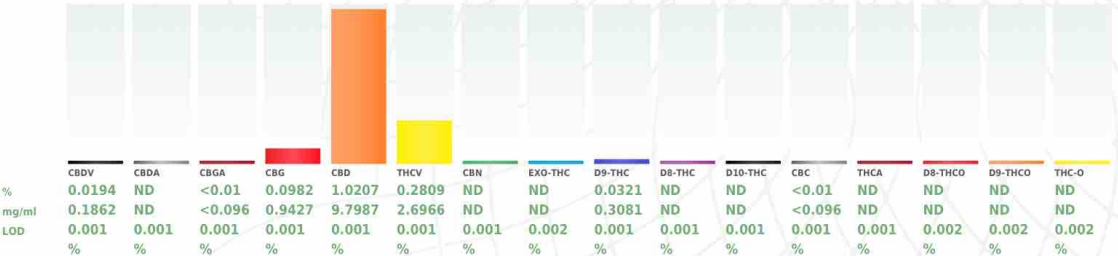 CBDV CBDA CBGA CBG CBD THCV CBN EXO-THC D9-THC D8-THC D10-THC CBC THCA D8-THCO D9-THCO THC-O
% 0.0194 ND <0.01 0.0982 1.0207 0.2809 ND ND 0.0321 ND ND <0.01 ND ND ND ND
mg/ml 0.1862 ND <0.096 0.9427 9.7987 2.6966 ND ND 0.3081 ND ND <0.096 ND ND ND ND
LOD 0.001 0.001 0.001 0.001 0.001 0.001 0.001 0.002 0.001 0.001 0.001 0.001 0.001 0.002 0.002 0.002
% % % % % % % % % % % % % % % %